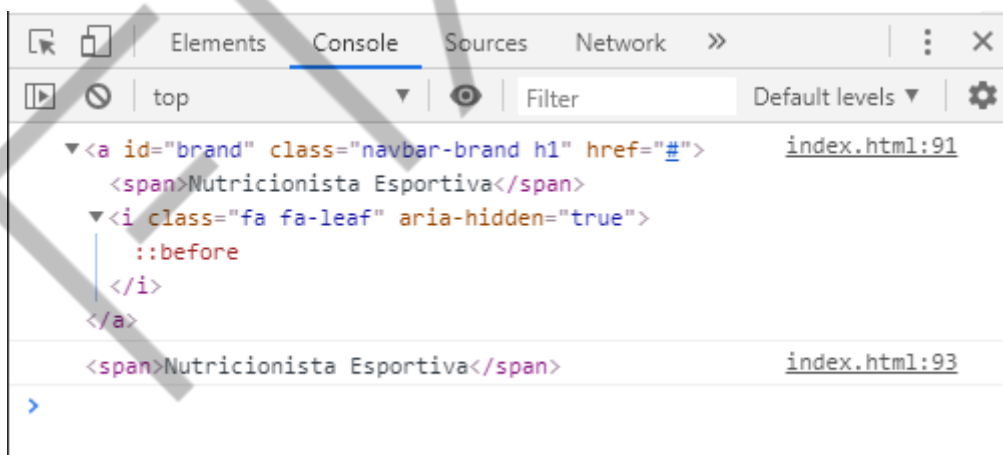 Elements Console Sources Network »
top ▼ Filter Default levels ▼
▼<a id="brand" class="navbar-brand h1" href="#"> index.html:91
<span>Nutricionista Esportiva</span>
▼<i class="fa fa-leaf" aria-hidden="true">
::before
</i>
</a>
<span>Nutricionista Esportiva</span> index.html:93
>